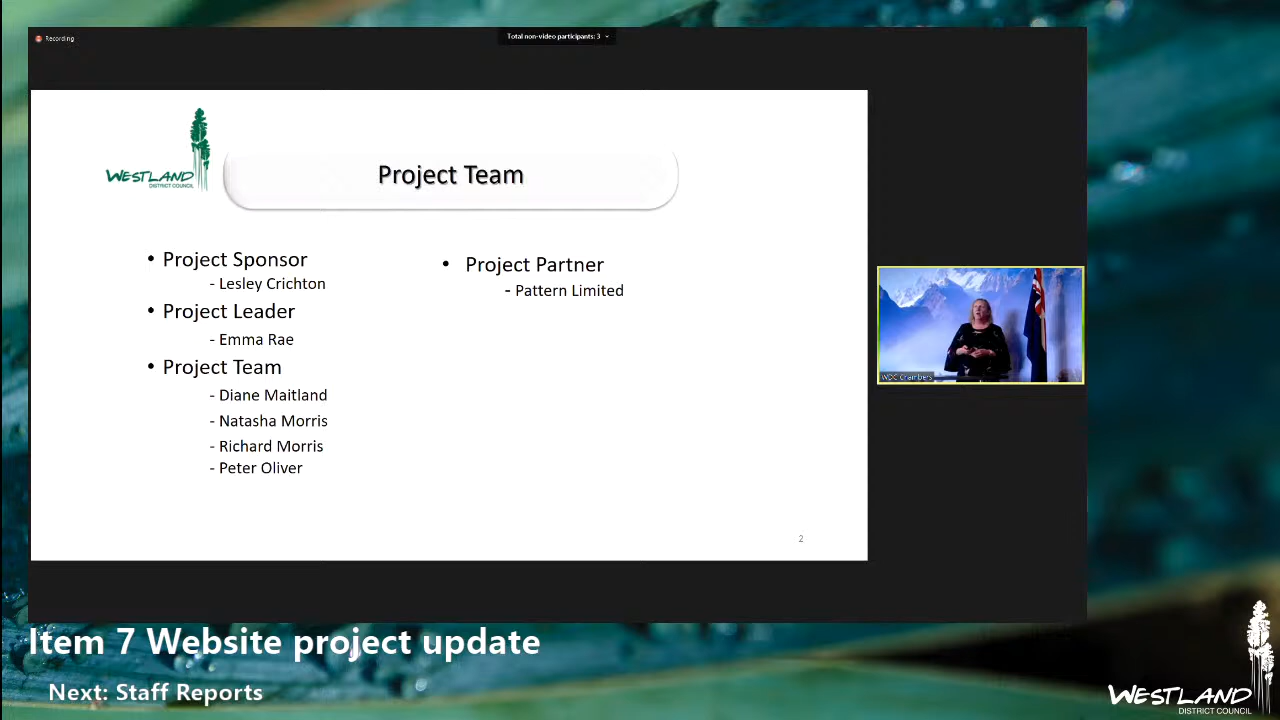 Recording
Total non-video participants: 3
WESTLAND
DISTRICT COUNCIL
Project Team
• Project Sponsor
- Lesley Crichton
• Project Leader
- Emma Rae
• Project Team
- Diane Maitland
- Natasha Morris
- Richard Morris
- Peter Oliver
• Project Partner
- Pattern Limited
2
WDC Chambers
Item 7 Website project update
Next: Staff Reports
WESTLAND
DISTRICT COUNCIL